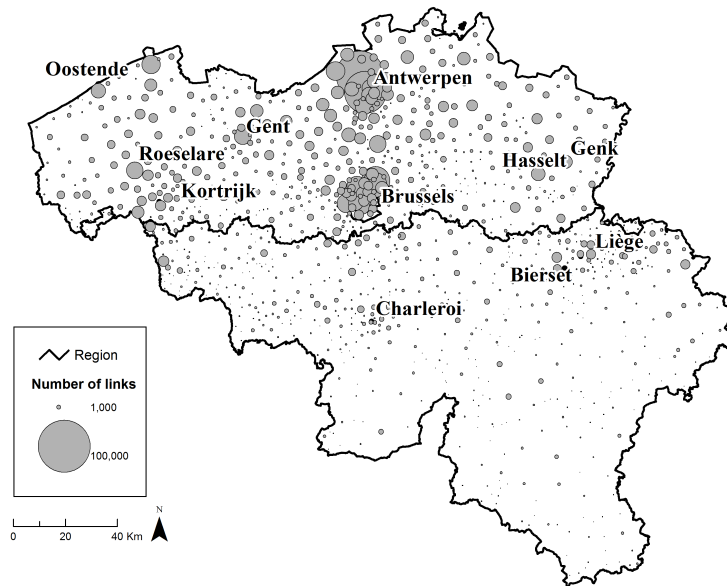 Oostende
Antwerpen
Gent
Roeselare
Genk
Hasselt
Kortrijk
Brussels
Liège
Bierset
Charleroi
Region
Number of links
1,000
100,000
N
0 20 40 Km